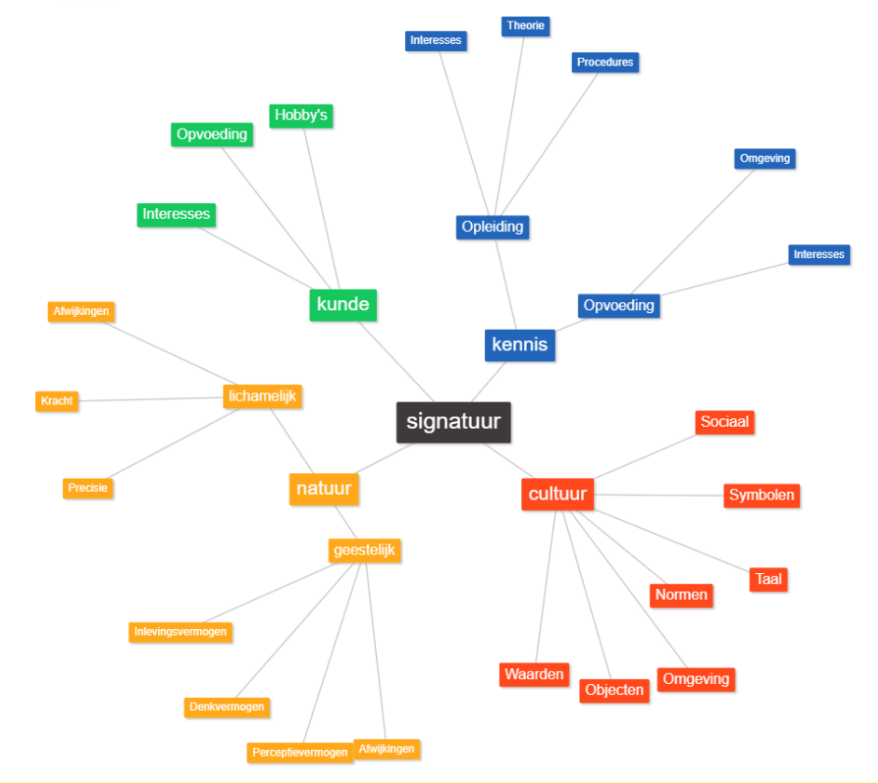 Theorie
Interesses
Procedures
Hobby's
Opvoeding
Omgeving
Interesses
Opleiding
Interesses
kunde
Opvoeding
Afwijkingen
kennis
lichamelijk
Kracht
signatuur
Sociaal
Precisie
natuur
cultuur
Symbolen
geestelijk
Taal
Normen
Inlevingsvermogen
Waarden
Omgeving
Objecten
Denkvermogen
Perceptievermogen
Afwijkingen